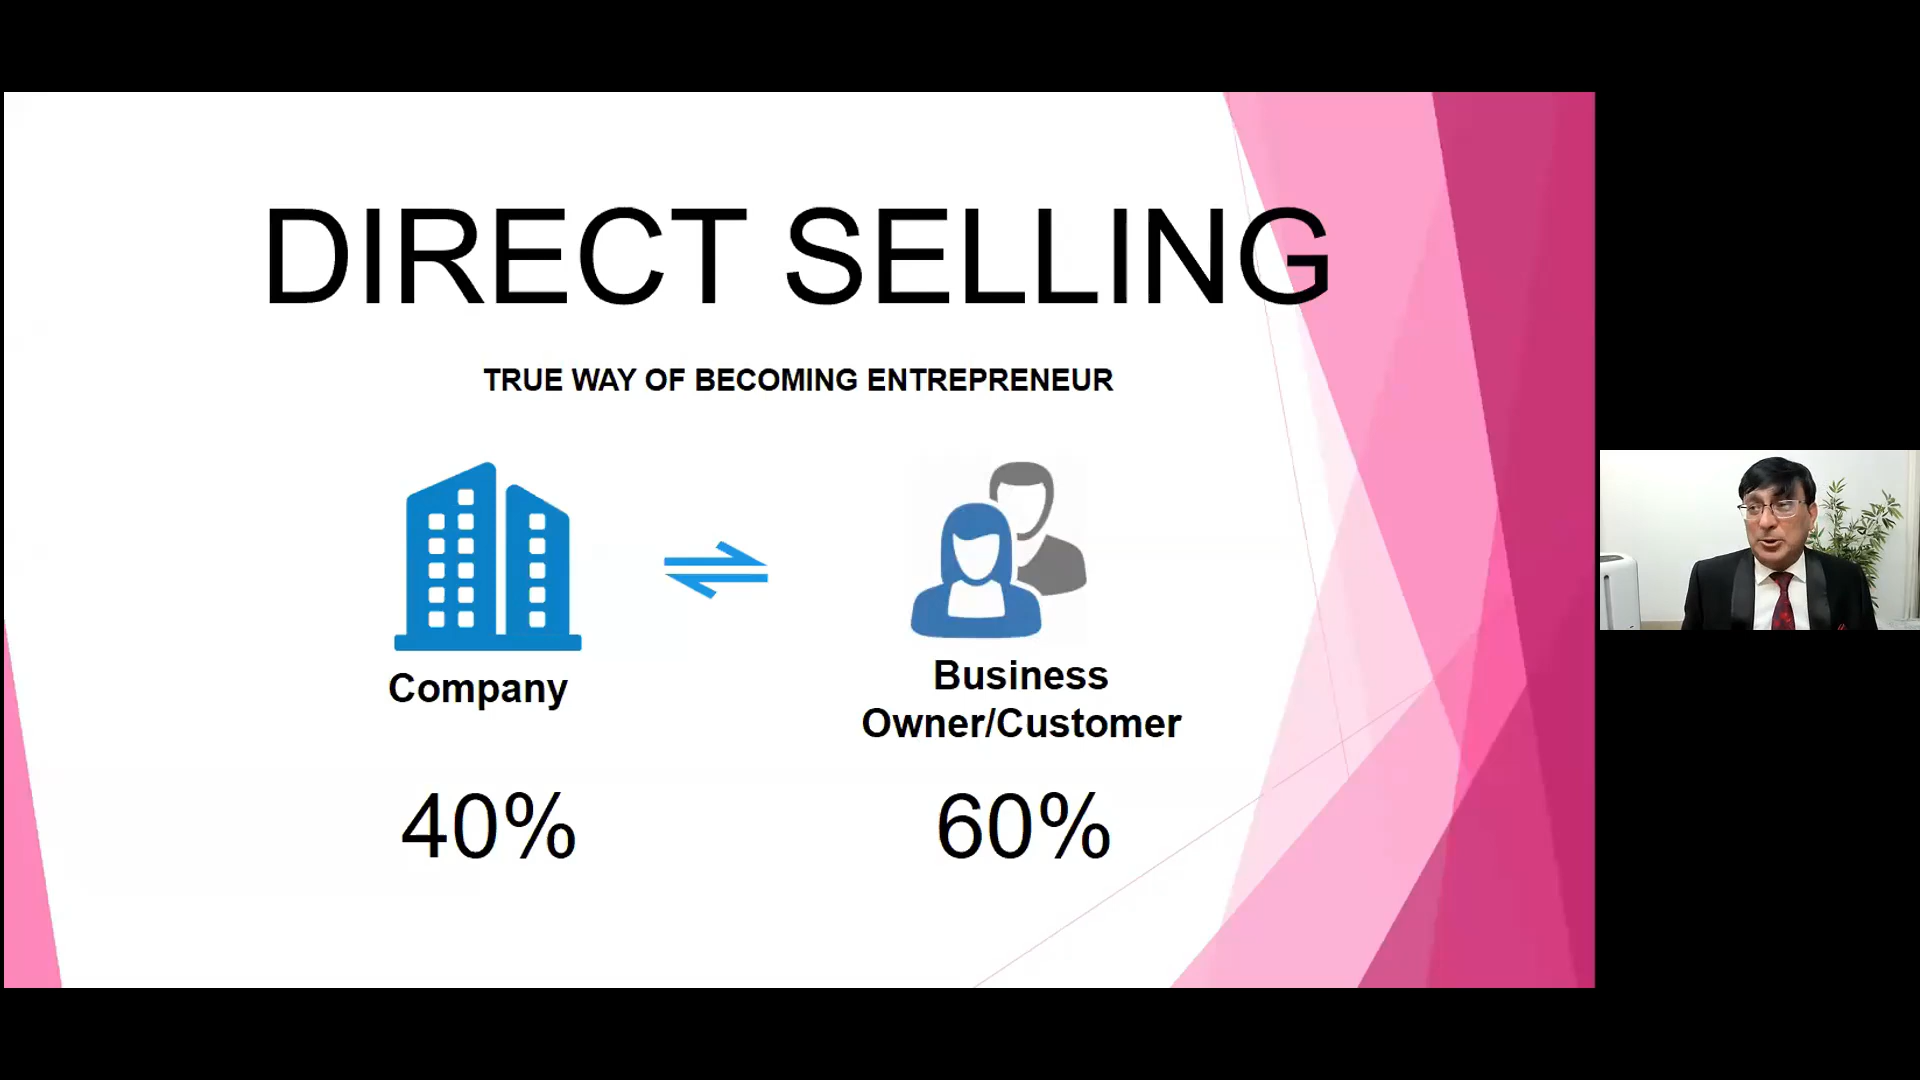 DIRECT SELLING
TRUE WAY OF BECOMING ENTREPRENEUR
Company
Business
Owner/Customer
40%
60%